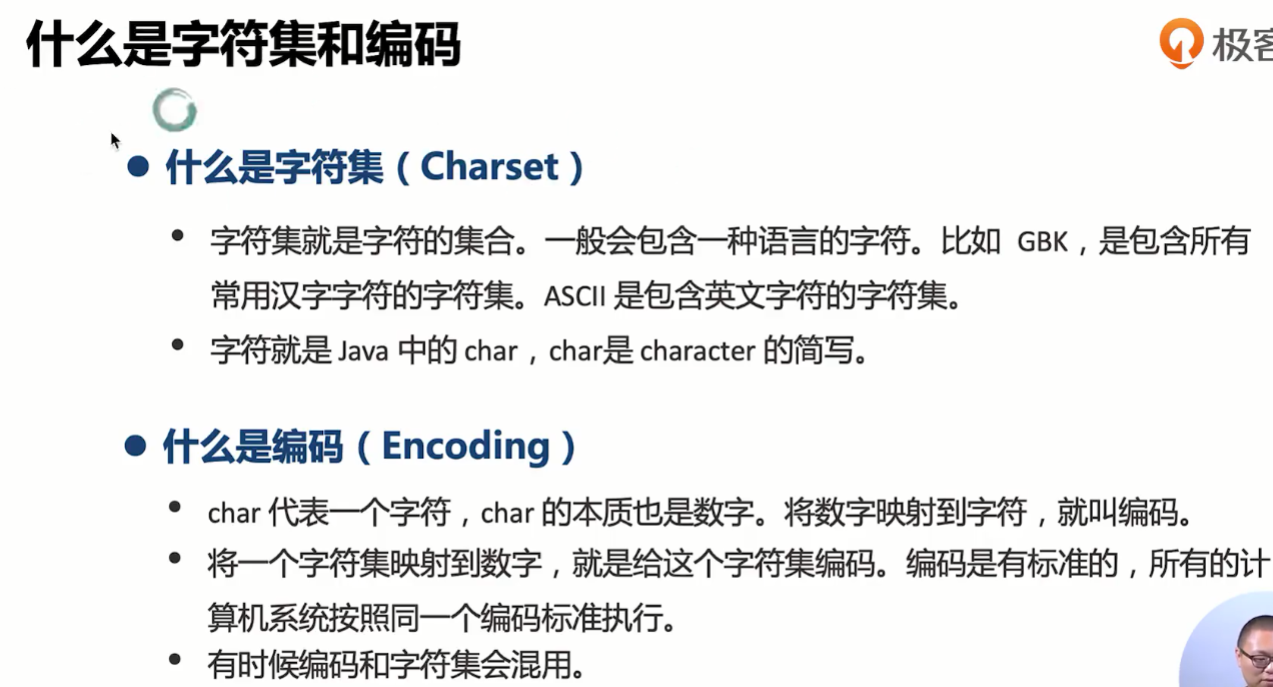 什么是字符集和编码
极客
什么是字符集（Charset）
字符集就是字符的集合。一般会包含一种语言的字符。比如 GBK，是包含所有
常用汉字字符的字符集。ASCII 是包含英文字符的字符集。
字符就是 Java 中的 char，char是 character 的简写。
什么是编码（Encoding）
char 代表一个字符，char 的本质也是数字。将数字映射到字符，就叫编码。
将一个字符集映射到数字，就是给这个字符集编码。编码是有标准的，所有的计
算机系统按照同一个编码标准执行。
有时候编码和字符集会混用。